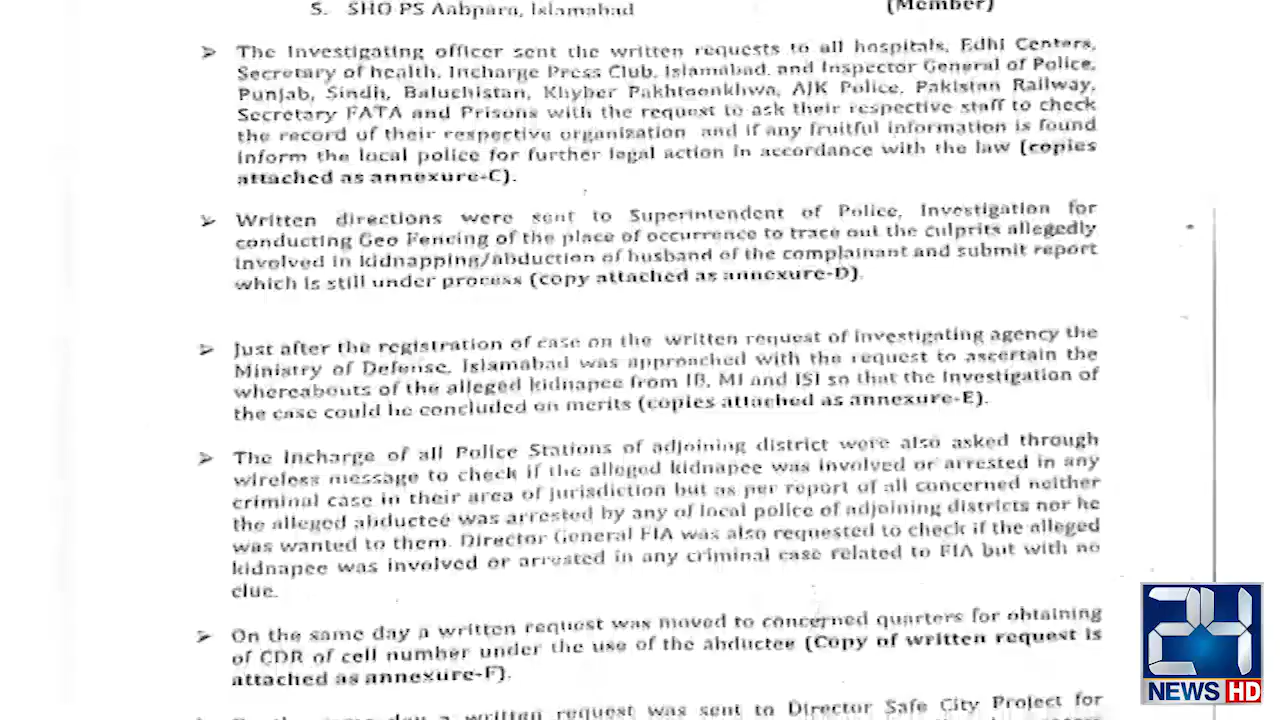 5. SHO PS Aabpara, Islamabad (Member)
➢ The Investigating officer sent the written requests to all hospitals, Edhi Centers,
Secretary of health, Incharge Press Club, Islamabad, and Inspector General of Police,
Punjab, Sindh, Baluchistan, Khyber Pakhtoonkhwa, AJK Police, Pakistan Railway,
Secretary FATA and Prisons with the request to ask their respective staff to check
the record of their respective organization and if any fruitful information is found
inform the local police for further legal action in accordance with the law (copies
attached as annexure-C).
➢ Written directions were sent to Superintendent of Police, Investigation for
conducting Geo Fencing of the place of occurrence to trace out the culprits allegedly
involved in kidnapping/abduction of husband of the complainant and submit report
which is still under process (copy attached as annexure-D).
➢ Just after the registration of case on the written request of investigating agency the
Ministry of Defense, Islamabad was approached with the request to ascertain the
whereabouts of the alleged kidnapee from IB, MI and ISI so that the Investigation of
the case could be concluded on merits (copies attached as annexure-E).
➢ The Incharge of all Police Stations of adjoining district were also asked through
wireless message to check if the alleged kidnapee was involved or arrested in any
criminal case in their area of jurisdiction but as per report of all concerned neither
the alleged abductee was arrested by any of local police of adjoining districts nor he
was wanted to them. Director General FIA was also requested to check if the alleged
kidnapee was involved or arrested in any criminal case related to FIA but with no
clue.
➢ On the same day a written request was moved to concerned quarters for obtaining
of CDR of cell number under the use of the abductee (Copy of written request is
attached as annexure-F).
➢ On the same day a written request was sent to Director Safe City Project for
24
NEWS HD